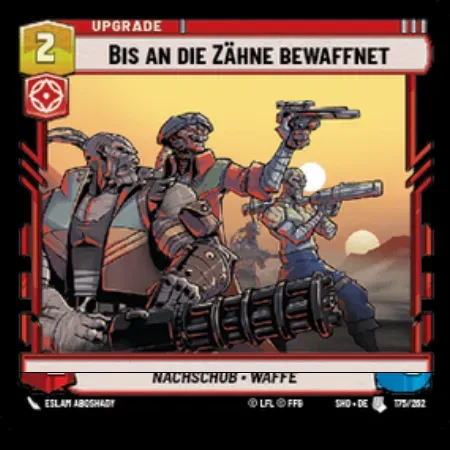 UPGRADE
2
BIS AN DIE ZÄHNE BEWAFFNET
NACHSCHUB • WAFFE
ESLAM ABOSHADY
© LFL © FFG
SHD • DE
175/262